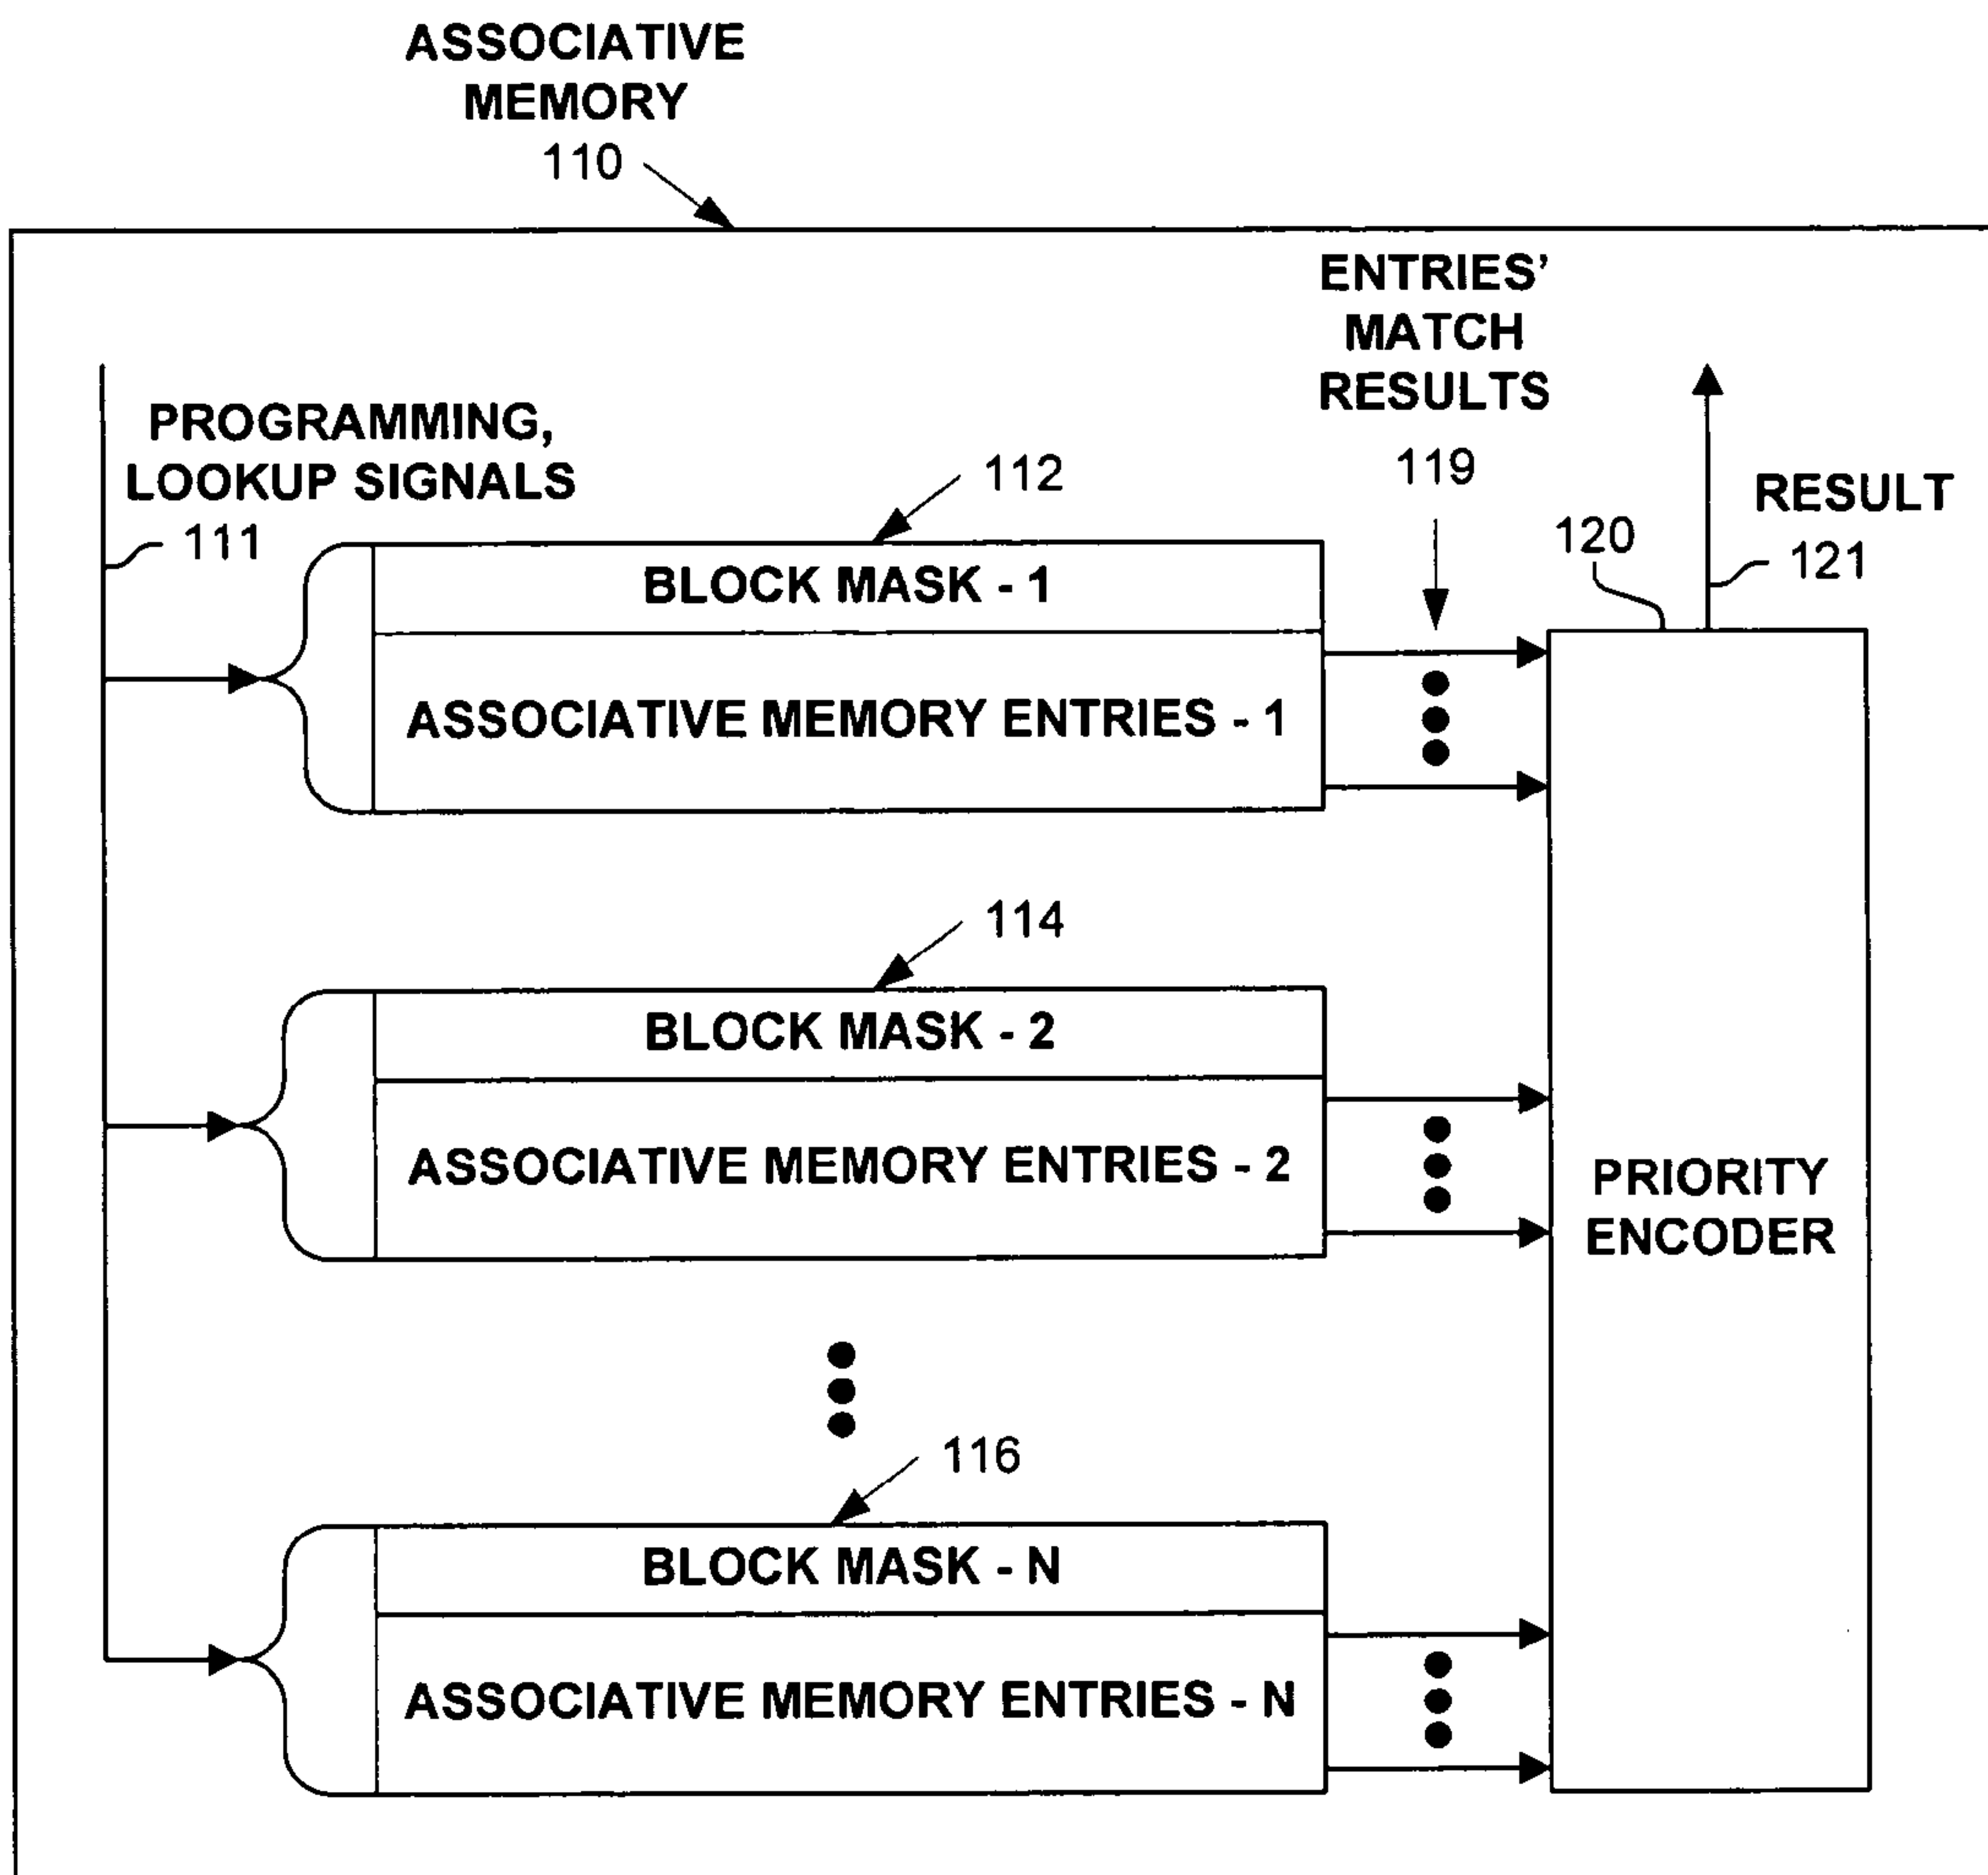 ASSOCIATIVE
MEMORY
110
ENTRIES’
MATCH
RESULTS
119
PROGRAMMING,
LOOKUP SIGNALS
111
112
RESULT
120
121
BLOCK MASK - 1
ASSOCIATIVE MEMORY ENTRIES - 1
114
BLOCK MASK - 2
ASSOCIATIVE MEMORY ENTRIES - 2
PRIORITY
ENCODER
116
BLOCK MASK - N
ASSOCIATIVE MEMORY ENTRIES - N